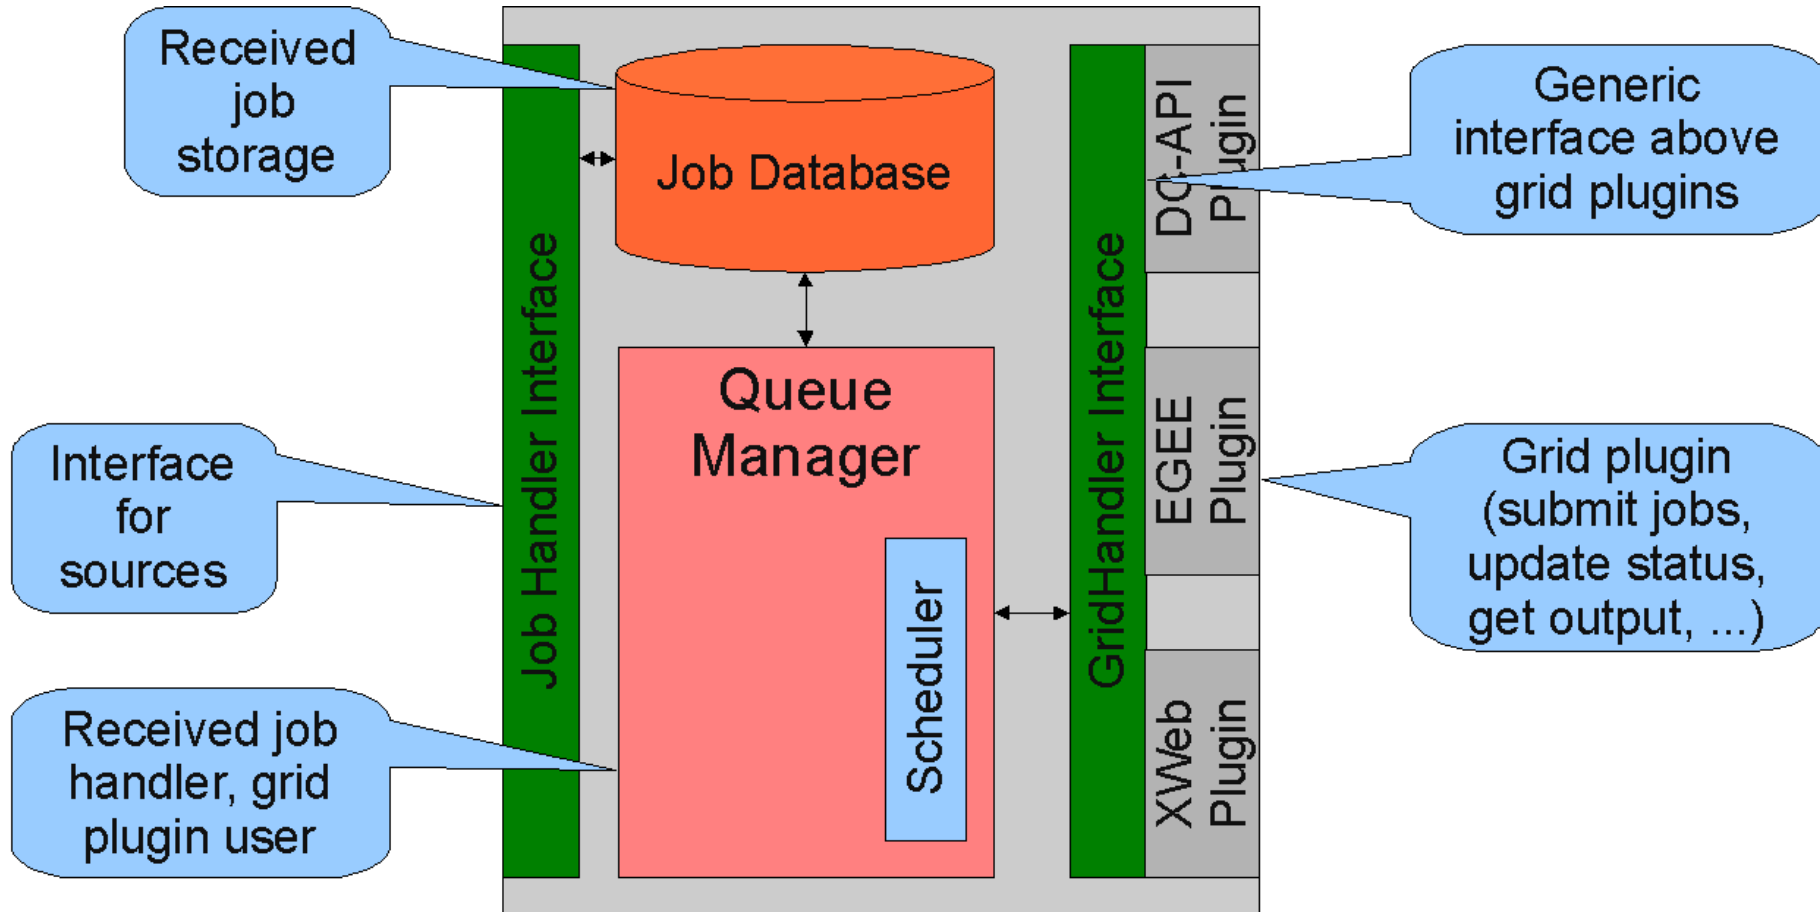 Received
job
storage
Interface
for
sources
Received job
handler, grid
plugin user
Job Handler Interface
Job Database
Queue
Manager
Scheduler
GridHandler Interface
DC-API
Plugin
EGEE
Plugin
XWeb
Plugin
Generic
interface above
grid plugins
Grid plugin
(submit jobs,
update status,
get output, ...)